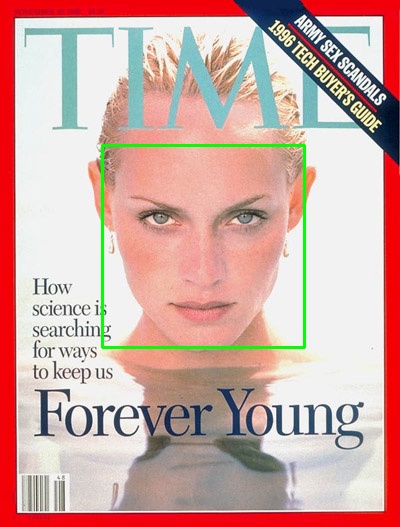 TIME
ARMY SEX SCANDALS
1996 TECH BUYER'S GUIDE
How
science is
searching
for ways
to keep us
Forever Young
48